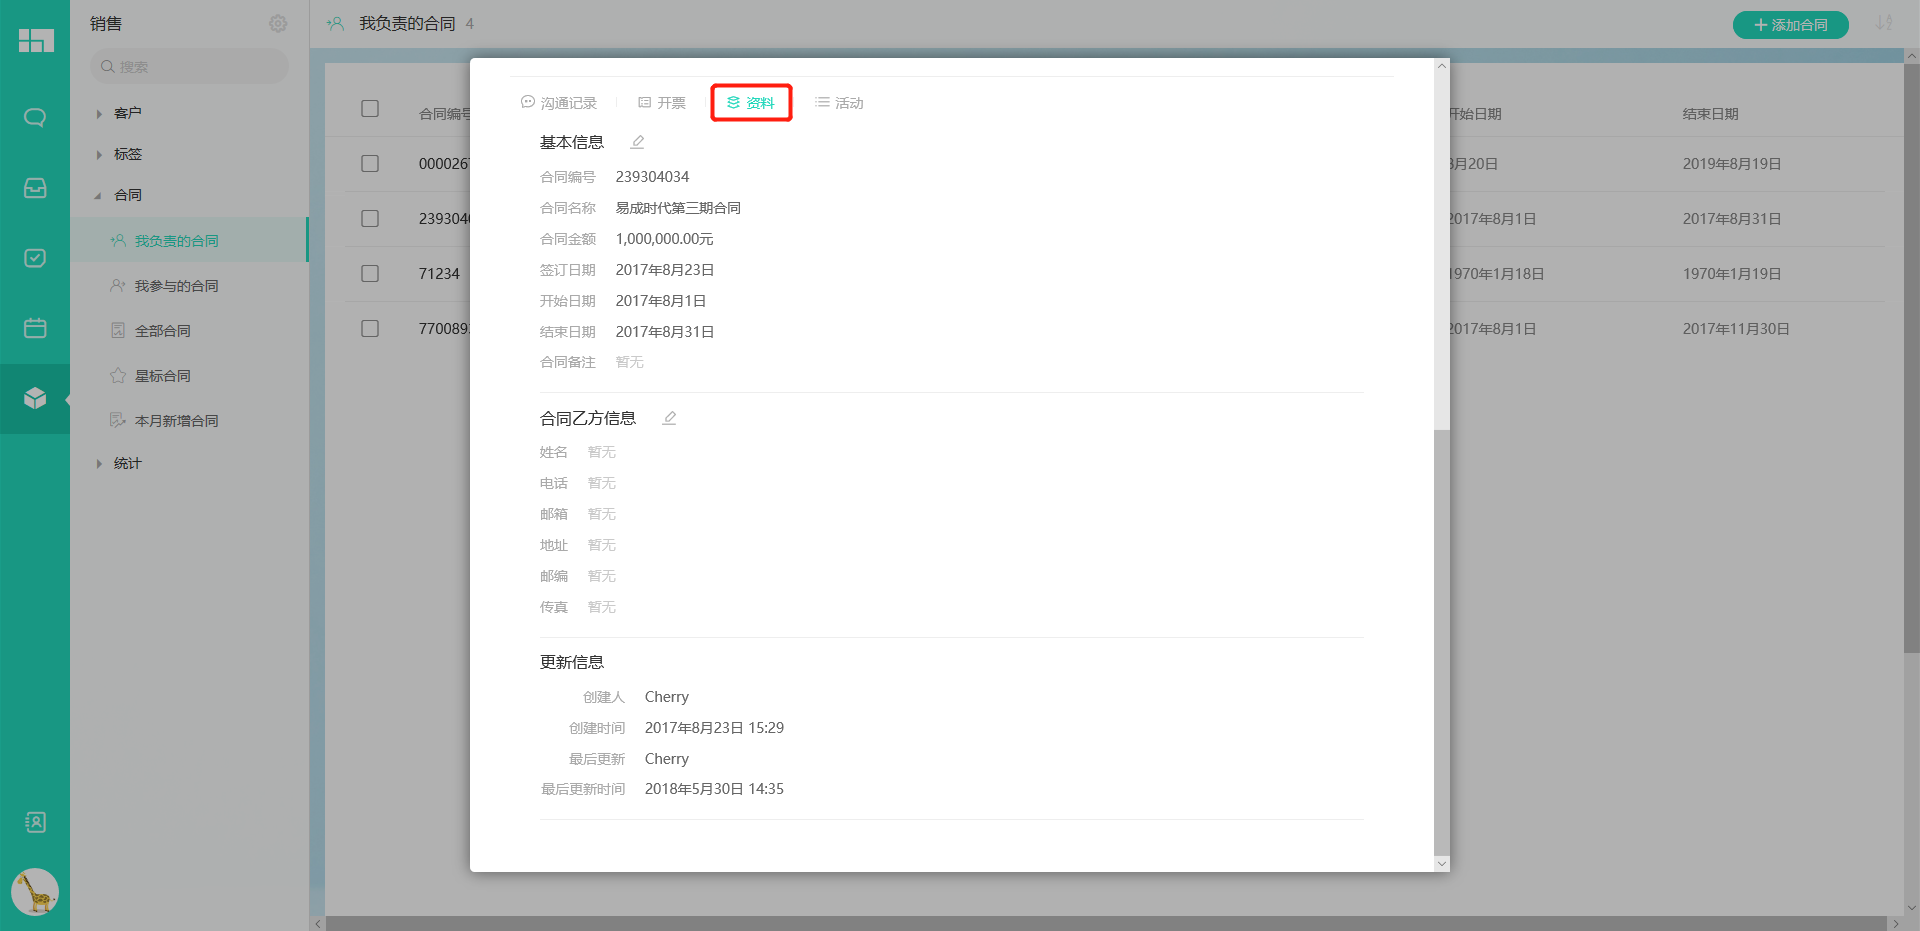 销售
搜索
客户
标签
合同
我负责的合同
我参与的合同
全部合同
星标合同
本月新增合同
统计
我负责的合同 4
添加合同
合同编号
开始日期 结束日期
8月20日 2019年8月19日
2017年8月1日 2017年8月31日
71234 1970年1月18日 1970年1月19日
2017年8月1日 2017年11月30日
沟通记录 开票 资料 活动
基本信息
合同编号 239304034
合同名称 易成时代第三期合同
合同金额 1,000,000.00元
签订日期 2017年8月23日
开始日期 2017年8月1日
结束日期 2017年8月31日
合同备注 暂无
合同乙方信息
姓名 暂无
电话 暂无
邮箱 暂无
地址 暂无
邮编 暂无
传真 暂无
更新信息
创建人 Cherry
创建时间 2017年8月23日 15:29
最后更新 Cherry
最后更新时间 2018年5月30日 14:35